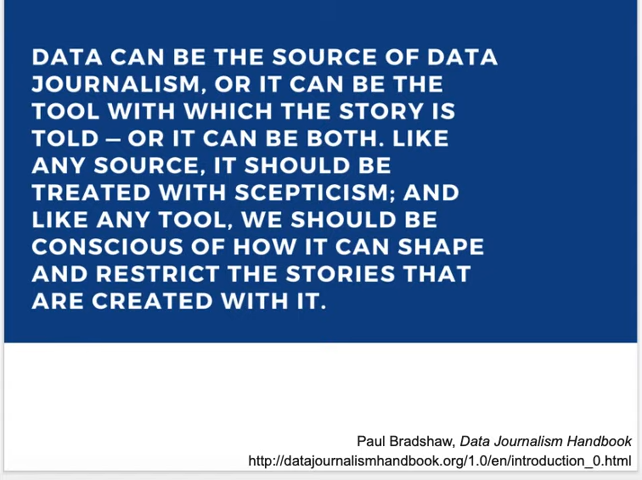 DATA CAN BE THE SOURCE OF DATA
JOURNALISM, OR IT CAN BE THE
TOOL WITH WHICH THE STORY IS
TOLD — OR IT CAN BE BOTH. LIKE
ANY SOURCE, IT SHOULD BE
TREATED WITH SCEPTICISM; AND
LIKE ANY TOOL, WE SHOULD BE
CONSCIOUS OF HOW IT CAN SHAPE
AND RESTRICT THE STORIES THAT
ARE CREATED WITH IT.
Paul Bradshaw, Data Journalism Handbook
http://datajournalismhandbook.org/1.0/en/introduction_0.html